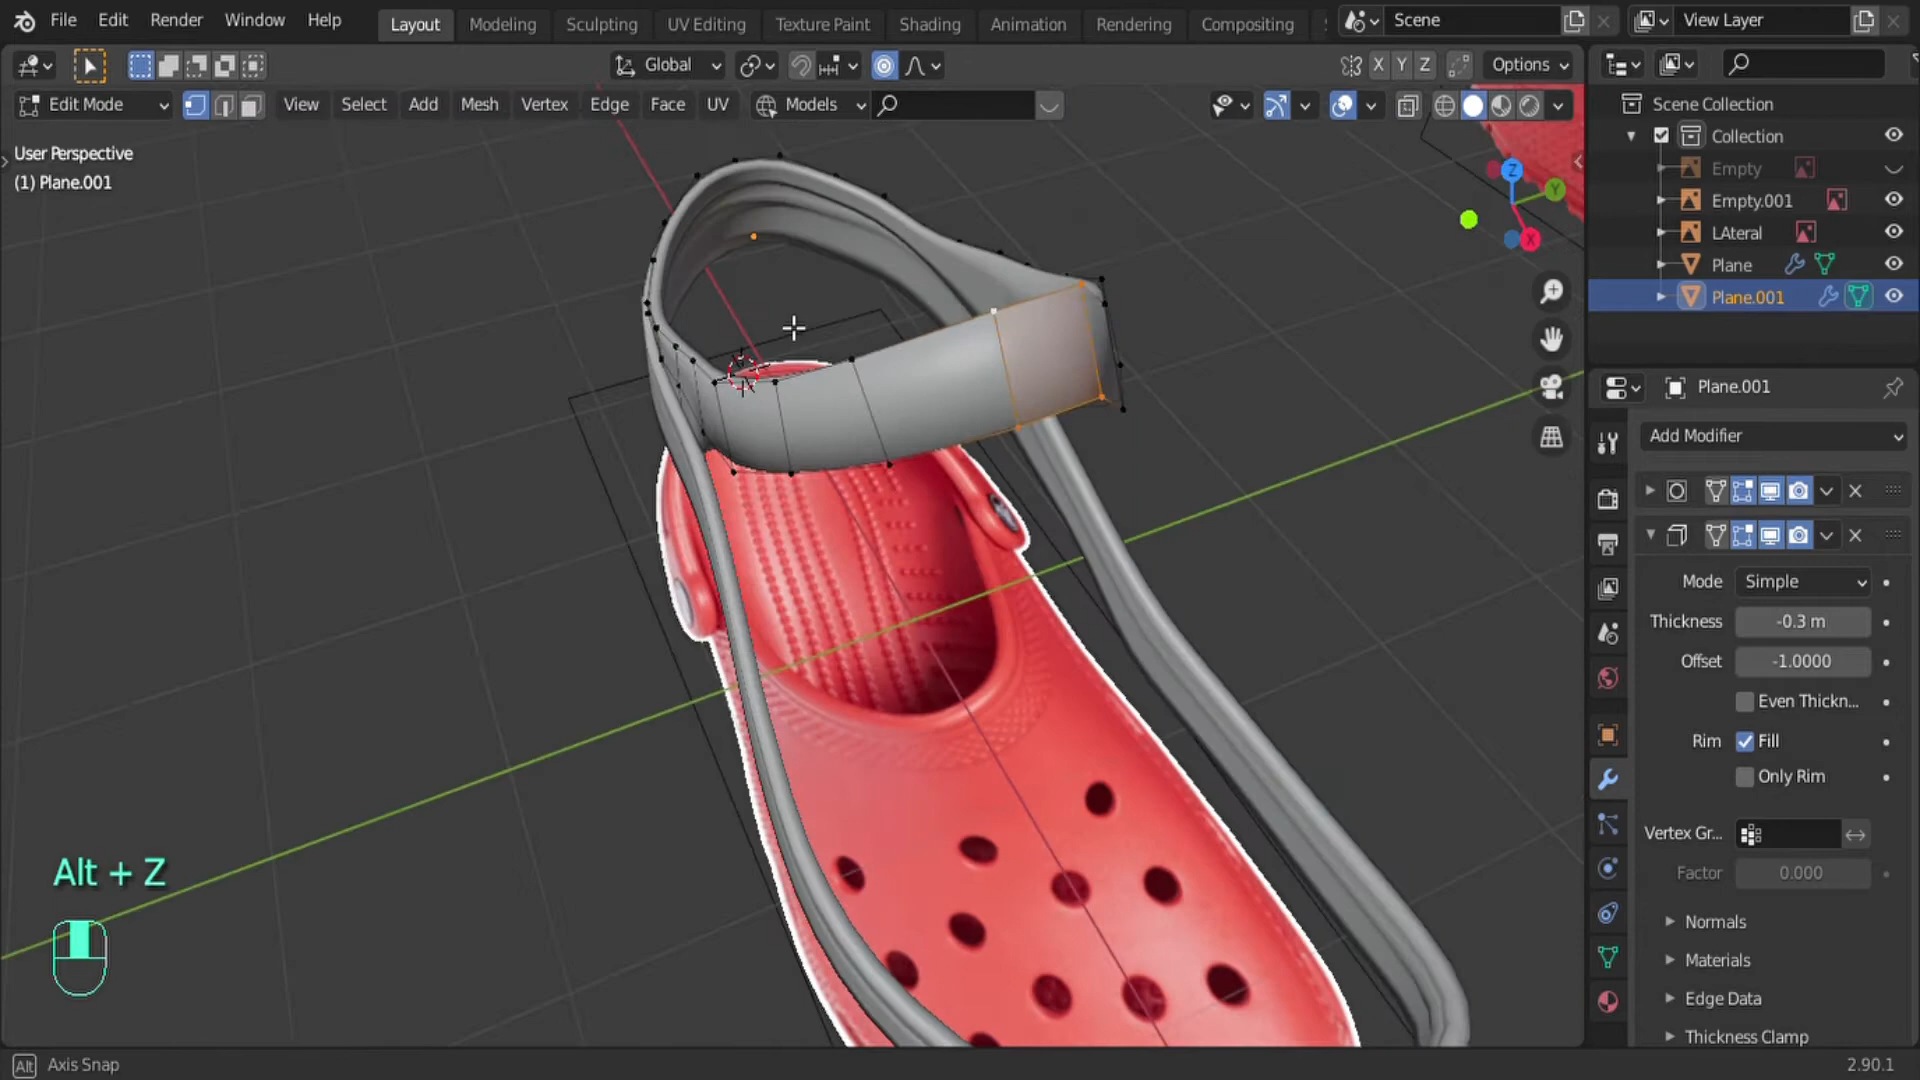 File Edit Render Window Help Layout Modeling Sculpting UV Editing Texture Paint Shading Animation Rendering Compositing Scene View Layer
Global X Y Z Options
Edit Mode View Select Add Mesh Vertex Edge Face UV Models
User Perspective
(1) Plane.001
Z
Y
X
Scene Collection
Collection
Empty
Empty.001
LAteral
Plane
Plane.001
Plane.001
Add Modifier
Mode Simple
Thickness -0.3 m
Offset -1.0000
Even Thickn...
Rim Fill
Only Rim
Vertex Gr...
Factor 0.000
Normals
Materials
Edge Data
Thickness Clamp
Alt + Z
Alt Axis Snap 2.90.1